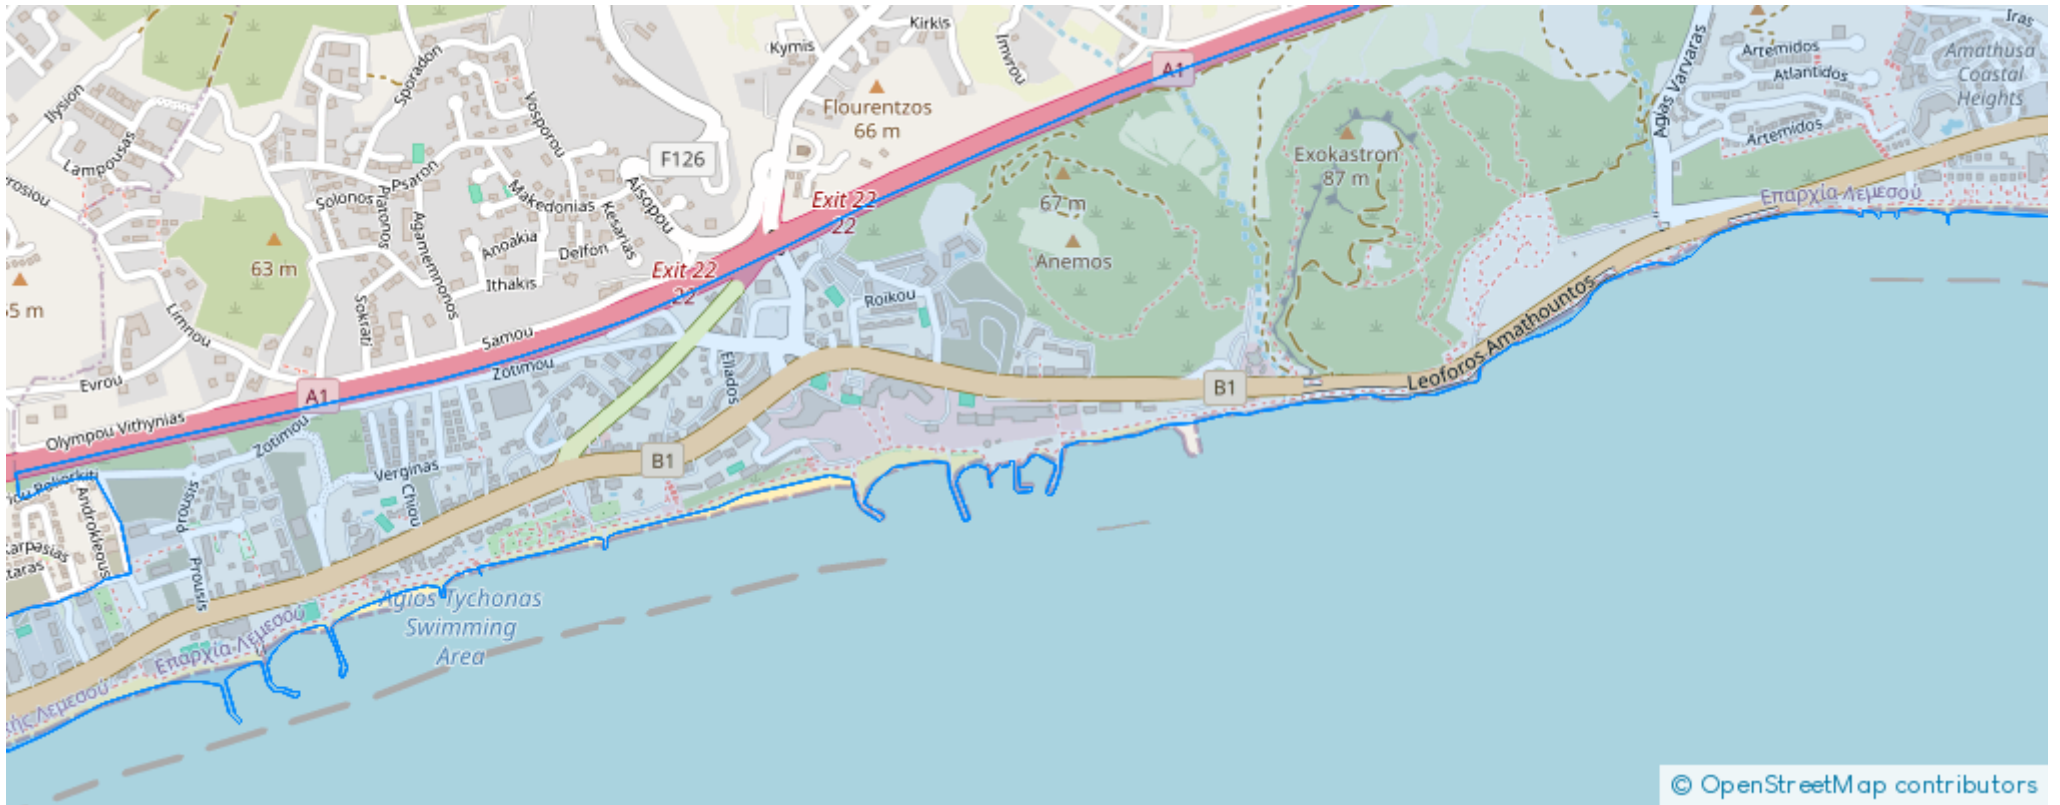 Kirkis
Kymis
Imvrou
A1
Iras
Artemidos
Atlantidos
Amathusa
Coastal
Heights
Artemidos
Agias Varvaras
Ilysion
Sporadon
Vosporou
Flourentzos
66 m
F126
Lampousas
Psaron
Solonos
Platonos
Makedonias
Aisopou
Kesarias
Agamemnonos
Anoakia
Delfon
Ithakis
Exit 22
22
Exokastron
87 m
67 m
Anemos
Επαρχία Λεμεσού
63 m
Exit 22
22
Roikou
Limnou
Sokrati
Samou
Zotimou
Eliados
Evrou
A1
B1
Leoforos Amathountos
Olympou Vithynias
Zotimou
Verginas
Chiou
B1
Androkleous
Prousis
Karpasias
Prousis
Επαρχία Λεμεσού
Agios Tychonas
Swimming
Area
© OpenStreetMap contributors